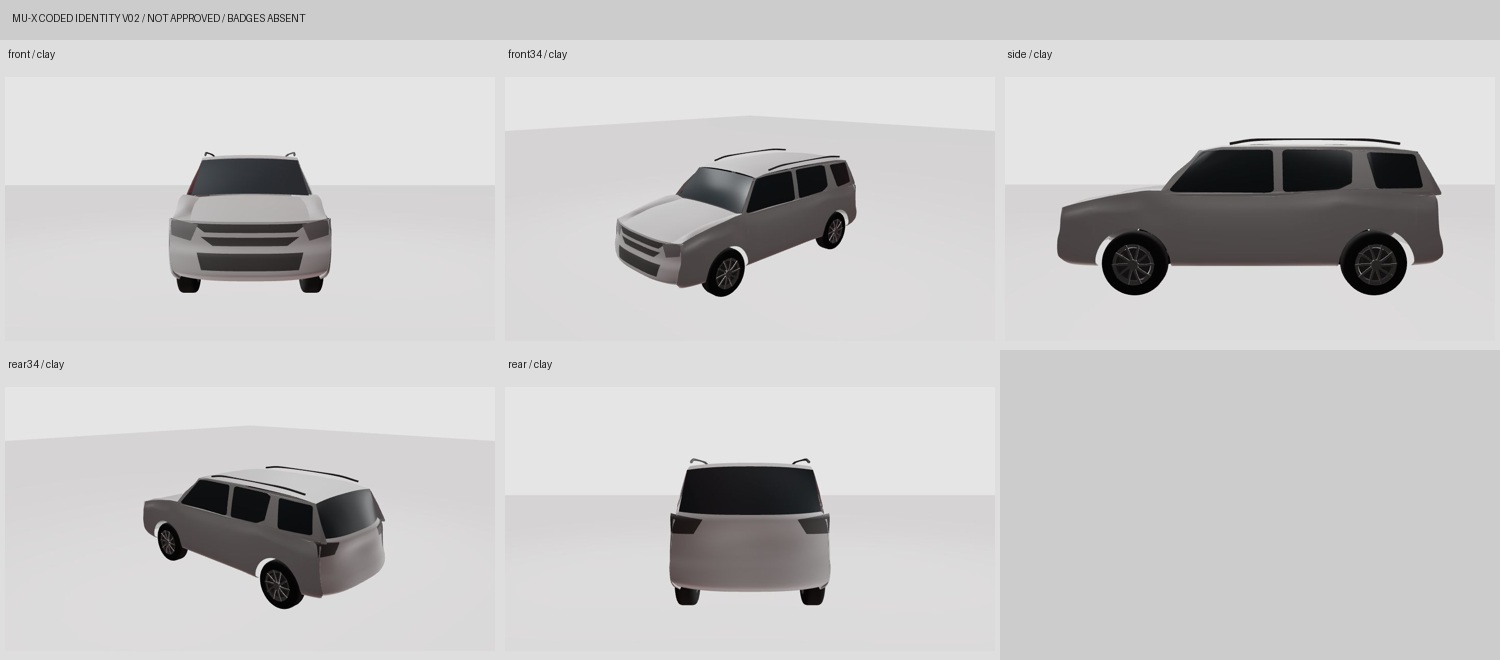 MU-X CODED IDENTITY V02 / NOT APPROVED / BADGES ABSENT
front / clay
front34 / clay
side / clay
rear34 / clay
rear / clay